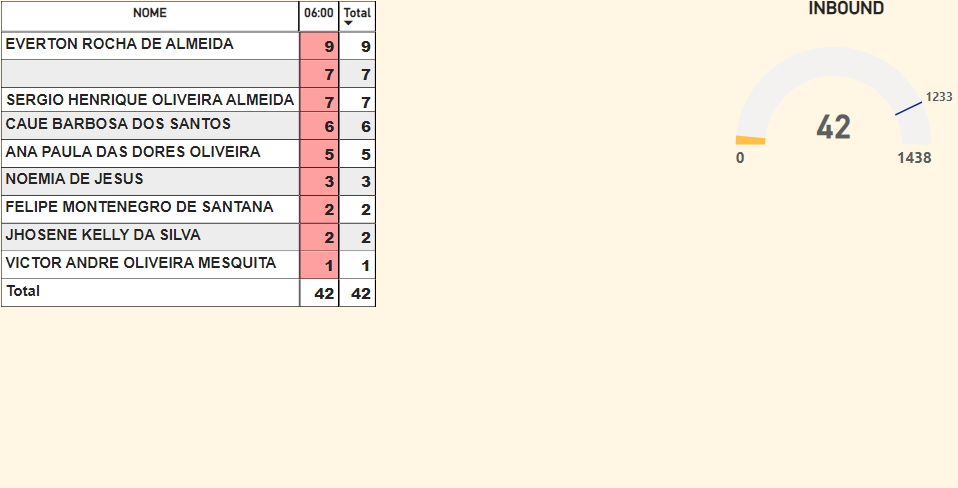 NOME 06:00 Total
EVERTON ROCHA DE ALMEIDA 9 9
7 7
SERGIO HENRIQUE OLIVEIRA ALMEIDA 7 7
CAUE BARBOSA DOS SANTOS 6 6
ANA PAULA DAS DORES OLIVEIRA 5 5
NOEMIA DE JESUS 3 3
FELIPE MONTENEGRO DE SANTANA 2 2
JHOSENE KELLY DA SILVA 2 2
VICTOR ANDRE OLIVEIRA MESQUITA 1 1
Total 42 42
INBOUND
1233
42
0 1438